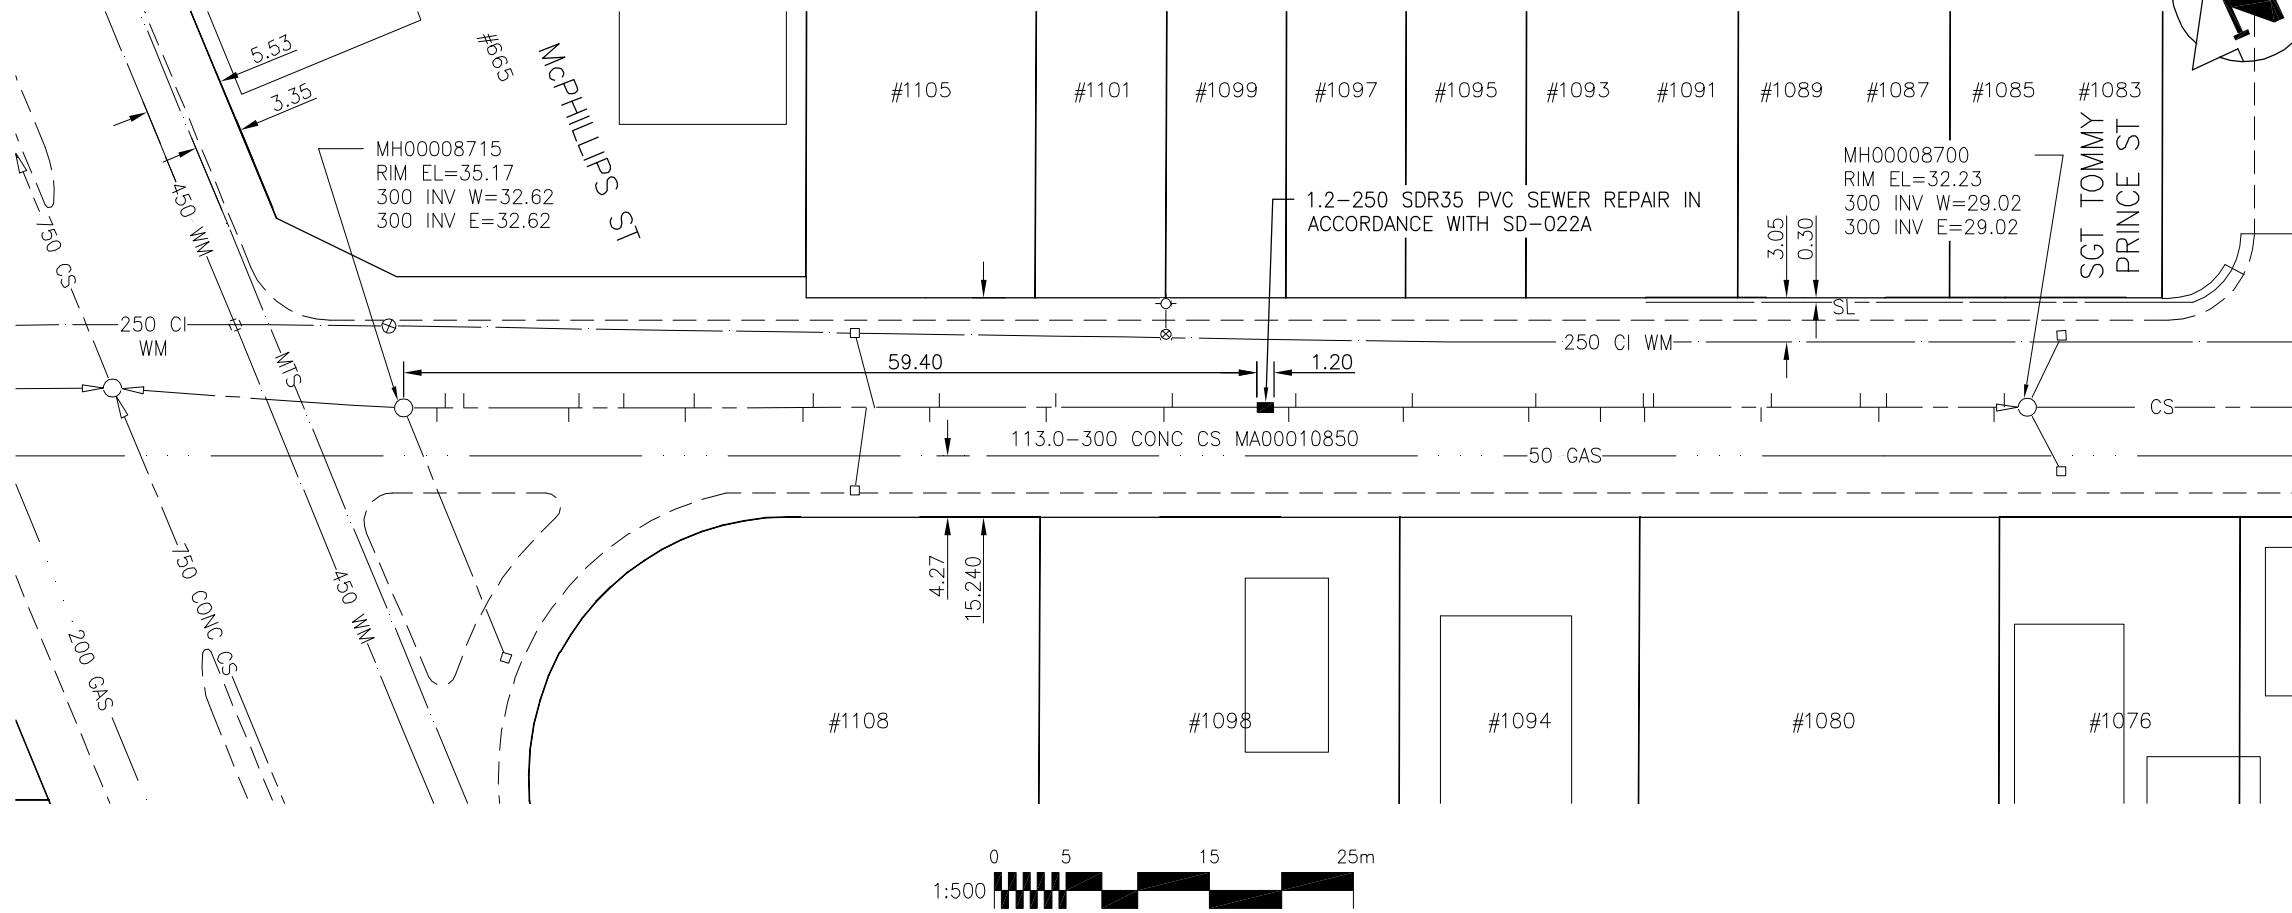 5.53
3.35
#665
McPHILLIPS ST
#1105
#1101
#1099
#1097
#1095
#1093
#1091
#1089
#1087
#1085
#1083
SGT TOMMY
PRINCE ST
MH00008715
RIM EL=35.17
300 INV W=32.62
300 INV E=32.62
MH00008700
RIM EL=32.23
300 INV W=29.02
300 INV E=29.02
1.2-250 SDR35 PVC SEWER REPAIR IN
ACCORDANCE WITH SD-022A
3.05
0.30
SL
450 WM
750 CS
250 CI
WM
MTS
250 CI WM
59.40
1.20
CS
113.0-300 CONC CS MA00010850
50 GAS
4.27
15.240
750 CONC CS
450 WM
200 GAS
#1108
#1098
#1094
#1080
#1076
0 5 15 25m
1:500